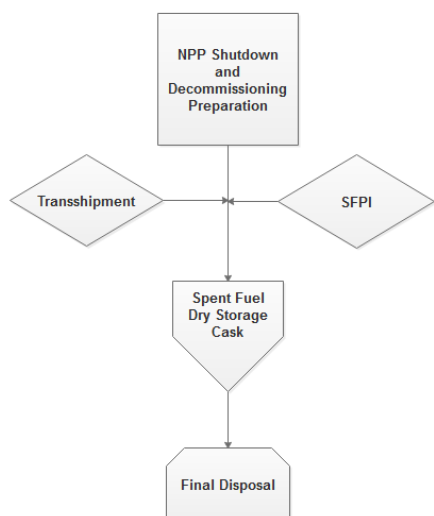 NPP Shutdown
and
Decommissioning
Preparation
Transshipment
SFPI
Spent Fuel
Dry Storage
Cask
Final Disposal